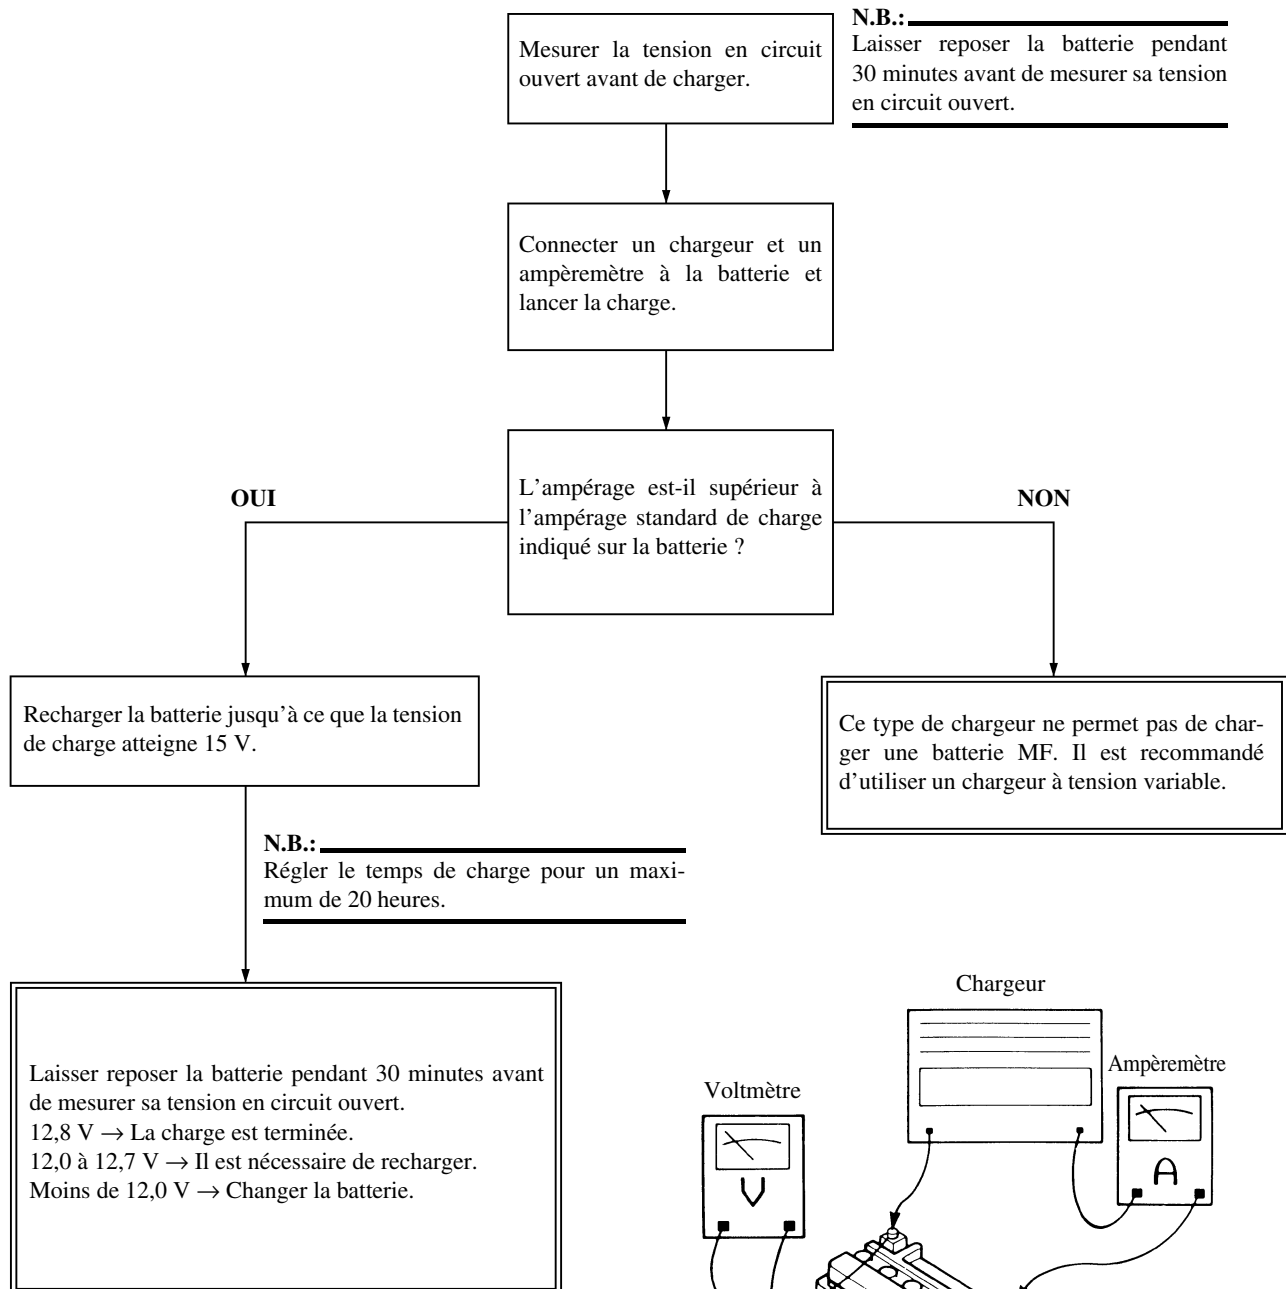 Mesurer la tension en circuit
ouvert avant de charger.
N.B.:
Laisser reposer la batterie pendant
30 minutes avant de mesurer sa tension
en circuit ouvert.
Connecter un chargeur et un
ampèremètre à la batterie et
lancer la charge.
L’ampérage est-il supérieur à
l’ampérage standard de charge
indiqué sur la batterie ?
OUI
NON
Recharger la batterie jusqu’à ce que la tension
de charge atteigne 15 V.
Ce type de chargeur ne permet pas de char-
ger une batterie MF. Il est recommandé
d’utiliser un chargeur à tension variable.
N.B.:
Régler le temps de charge pour un maxi-
mum de 20 heures.
Laisser reposer la batterie pendant 30 minutes avant
de mesurer sa tension en circuit ouvert.
12,8 V → La charge est terminée.
12,0 à 12,7 V → Il est nécessaire de recharger.
Moins de 12,0 V → Changer la batterie.
Chargeur
Ampèremètre
Voltmètre
V
A